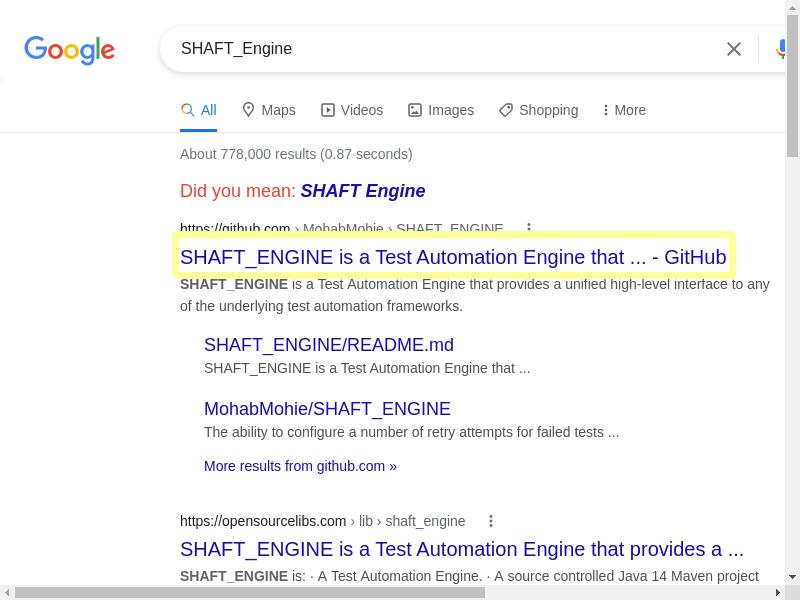 Google
SHAFT_Engine
All Maps Videos Images Shopping More
About 778,000 results (0.87 seconds)
Did you mean: SHAFT Engine
https://github.com › MohabMohie › SHAFT_ENGINE
SHAFT_ENGINE is a Test Automation Engine that ... - GitHub
SHAFT_ENGINE is a Test Automation Engine that provides a unified high-level interface to any
of the underlying test automation frameworks.
SHAFT_ENGINE/README.md
SHAFT_ENGINE is a Test Automation Engine that ...
MohabMohie/SHAFT_ENGINE
The ability to configure a number of retry attempts for failed tests ...
More results from github.com »
https://opensourcelibs.com › lib › shaft_engine
SHAFT_ENGINE is a Test Automation Engine that provides a ...
SHAFT_ENGINE is: · A Test Automation Engine. · A source controlled Java 14 Maven project